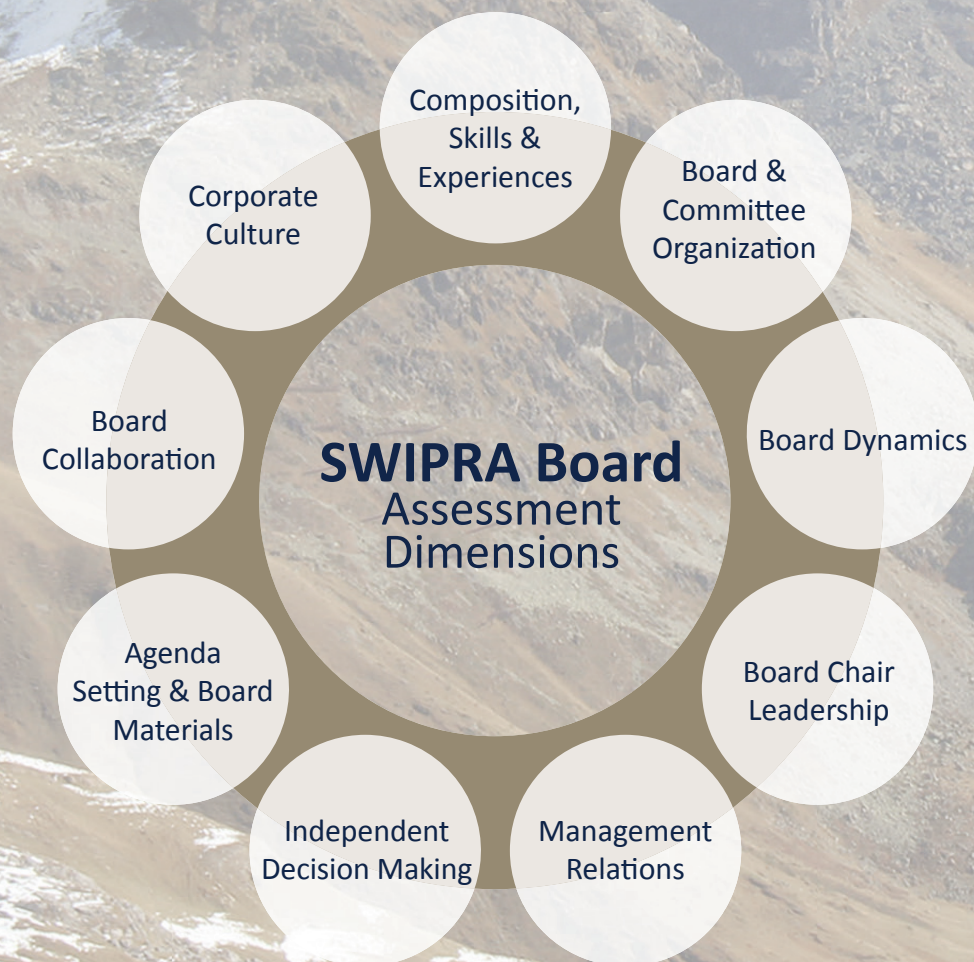 SWIPRA Board
Assessment
Dimensions
Composition,
Skills &
Experiences
Board &
Committee
Organization
Board Dynamics
Board Chair
Leadership
Management
Relations
Independent
Decision Making
Agenda
Setting & Board
Materials
Board
Collaboration
Corporate
Culture